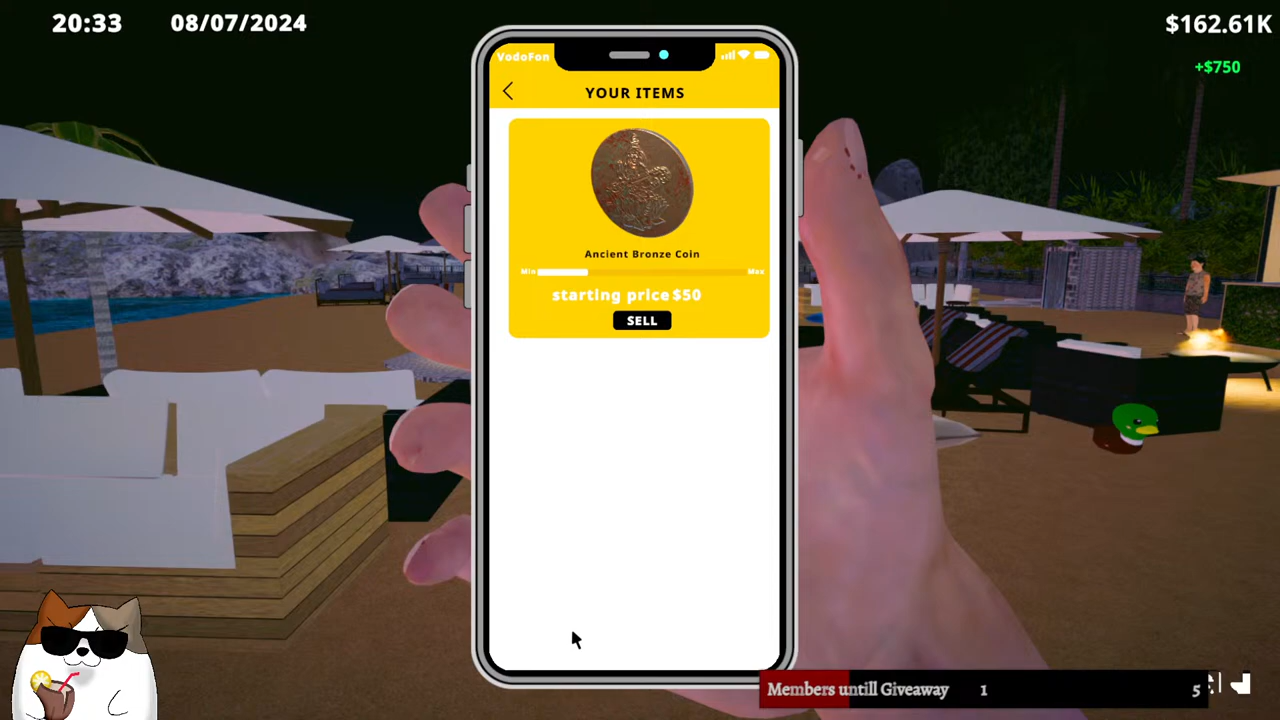 20:33 08/07/2024 $162.61K
+$750
VodoFon
YOUR ITEMS
Ancient Bronze Coin
Min Max
starting price $50
SELL
Members untill Giveaway 1 5